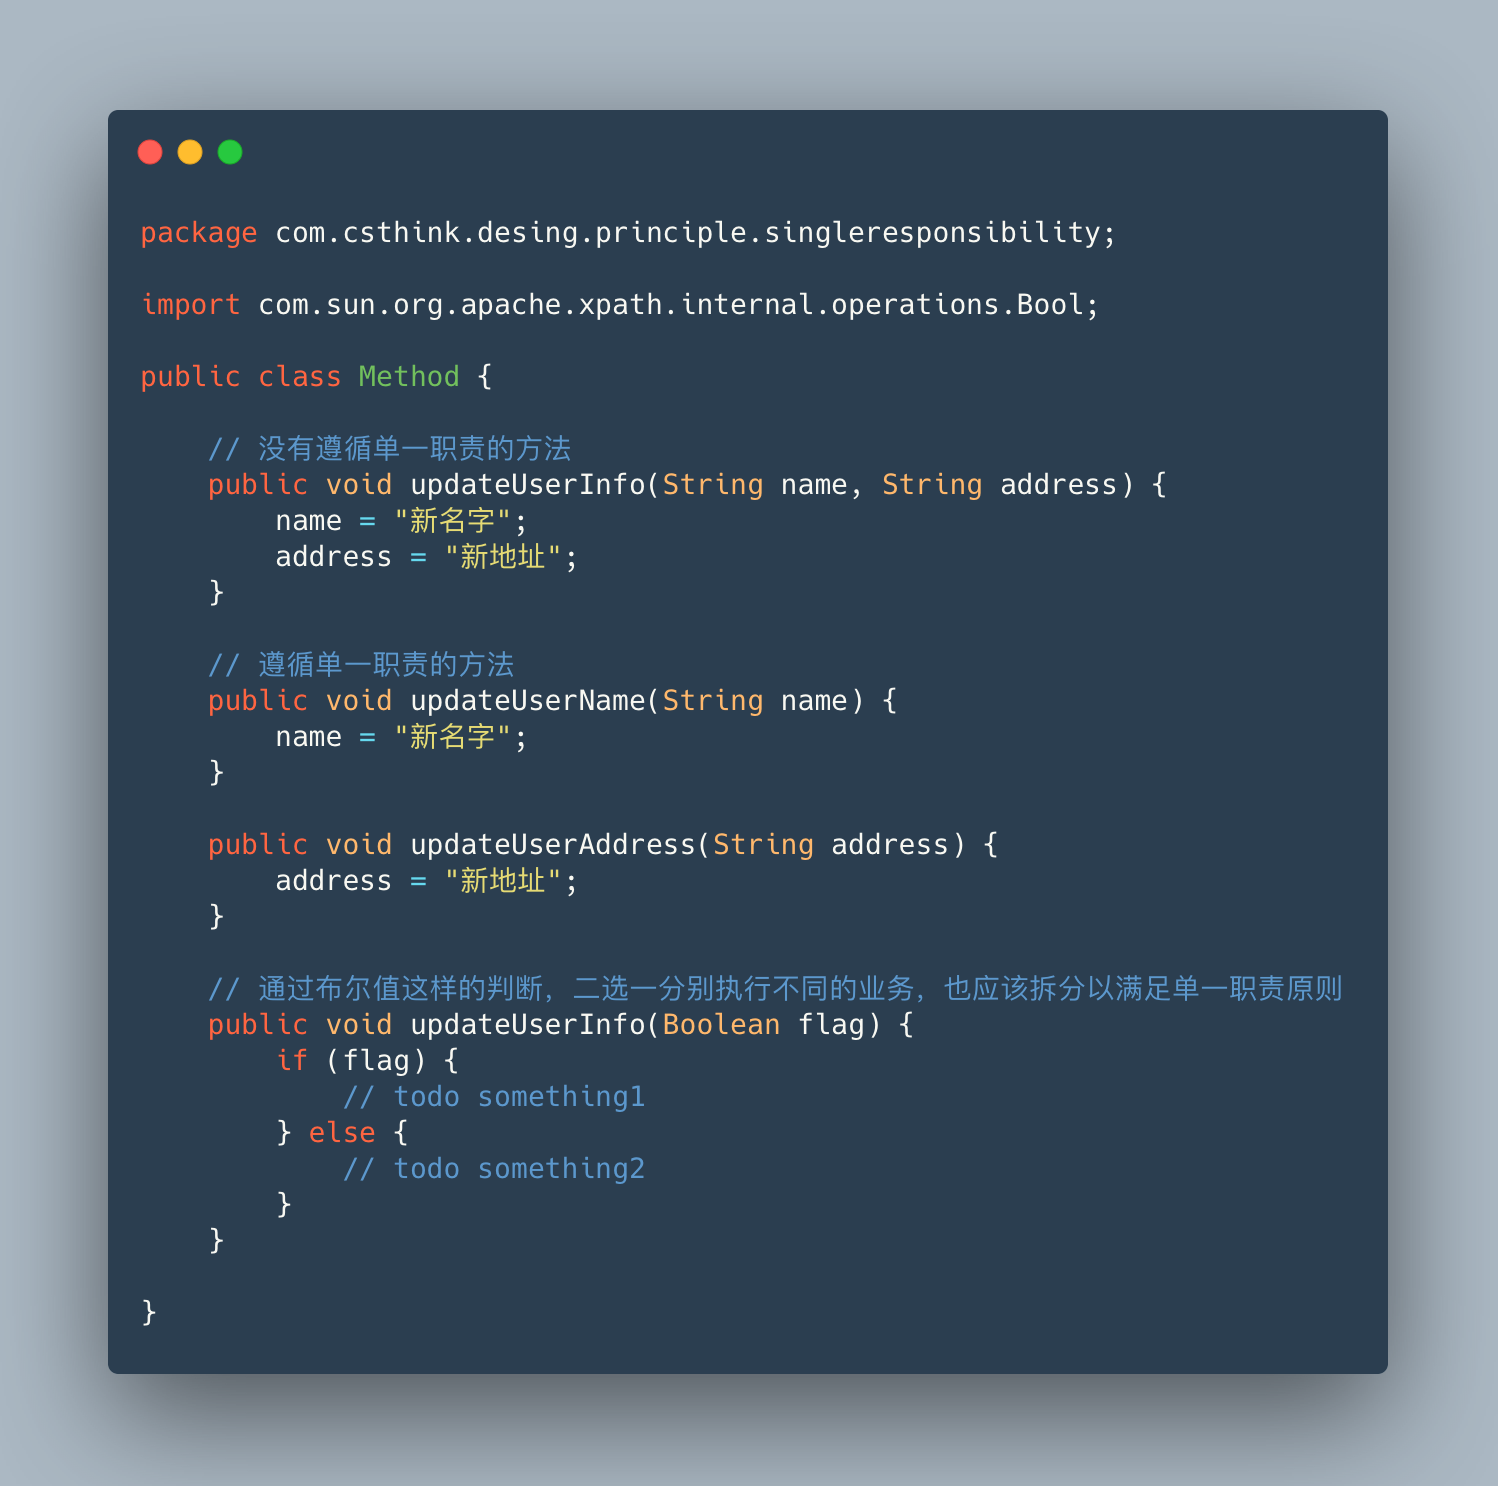 package com.csthink.desing.principle.singleresponsibility;
import com.sun.org.apache.xpath.internal.operations.Bool;
public class Method {
// 没有遵循单一职责的方法
public void updateUserInfo(String name, String address) {
name = "新名字";
address = "新地址";
}
// 遵循单一职责的方法
public void updateUserName(String name) {
name = "新名字";
}
public void updateUserAddress(String address) {
address = "新地址";
}
// 通过布尔值这样的判断，二选一分别执行不同的业务，也应该拆分以满足单一职责原则
public void updateUserInfo(Boolean flag) {
if (flag) {
// todo something1
} else {
// todo something2
}
}
}